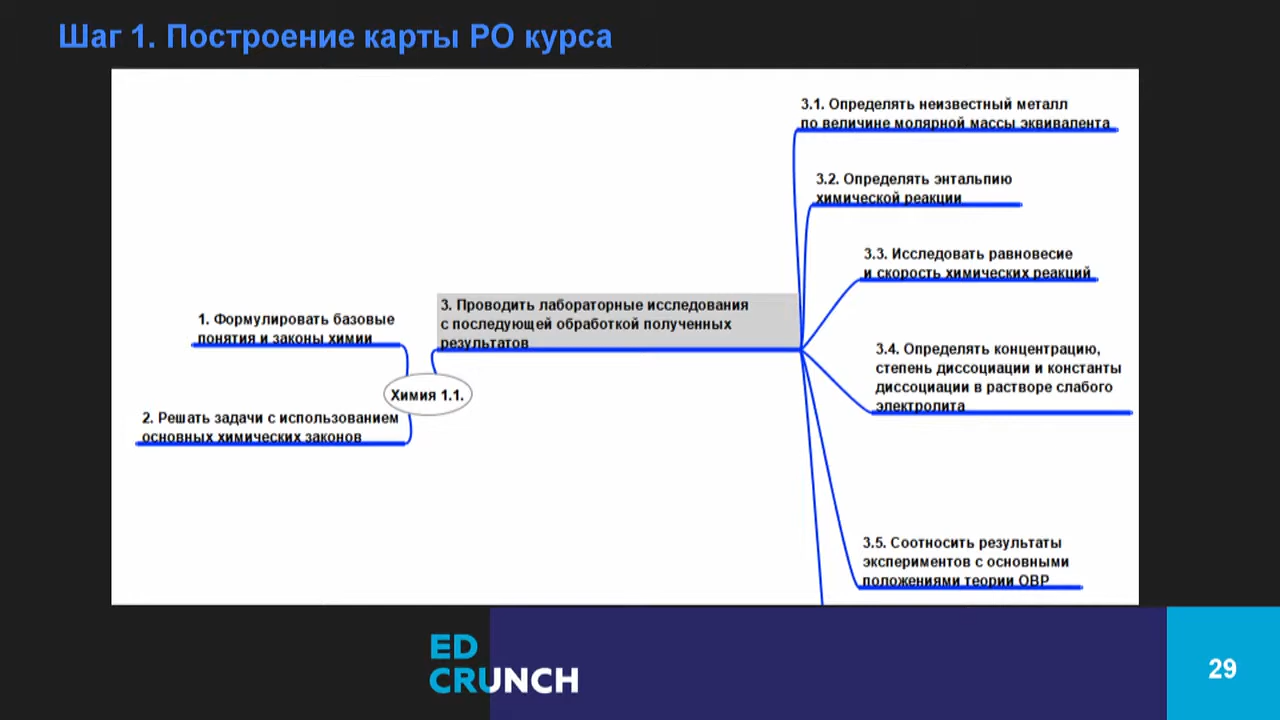 Шаг 1. Построение карты РО курса
3.1. Определять неизвестный металл
по величине молярной массы эквивалента
3.2. Определять энтальпию
химической реакции
3.3. Исследовать равновесие
и скорость химических реакций
3. Проводить лабораторные исследования
с последующей обработкой полученных
результатов
1. Формулировать базовые
понятия и законы химии
3.4. Определять концентрацию,
степень диссоциации и константы
диссоциации в растворе слабого
электролита
Химия 1.1.
2. Решать задачи с использованием
основных химических законов
3.5. Соотносить результаты
экспериментов с основными
положениями теории ОВР
ED
CRUNCH
29